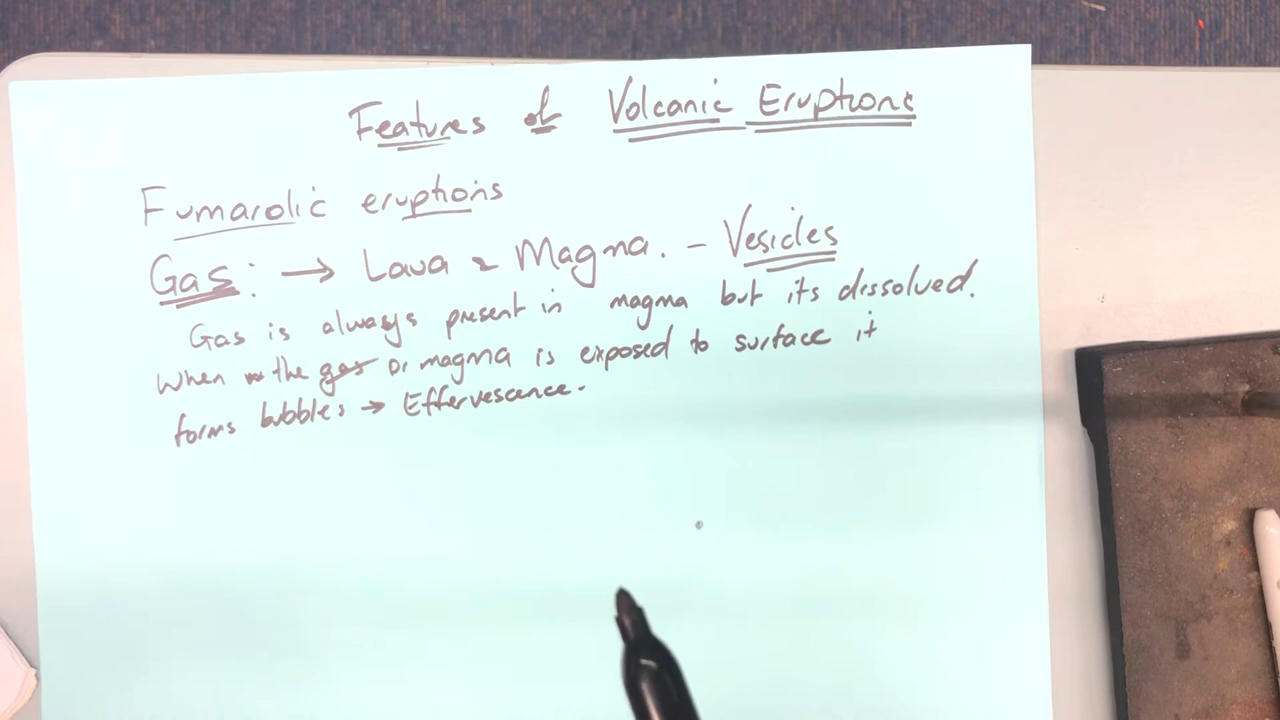 Features of Volcanic Eruptions
Fumarolic eruptions
Gas: → Lava & Magma. - Vesicles
Gas is always present in magma but its dissolved.
When the gas or magma is exposed to surface it
forms bubbles → Effervescence.